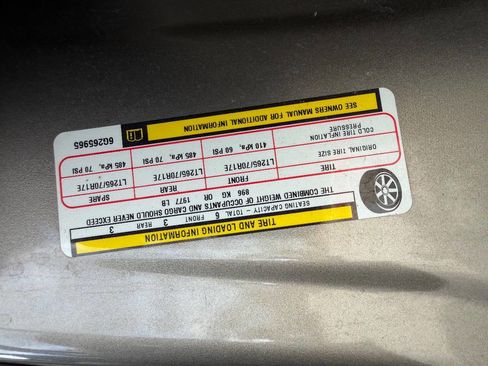 TIRE AND LOADING INFORMATION
SEATING CAPACITY - TOTAL 6 FRONT 3 REAR 3
THE COMBINED WEIGHT OF OCCUPANTS AND CARGO SHOULD NEVER EXCEED
896 KG OR 1977 LB
TIRE FRONT REAR SPARE
ORIGINAL TIRE SIZE LT265/70R17E LT265/70R17E LT265/70R17E
COLD TIRE INFLATION PRESSURE 410 kPa, 60 PSI 485 kPa, 70 PSI 485 kPa, 70 PSI
SEE OWNERS MANUAL FOR ADDITIONAL INFORMATION
6G265965